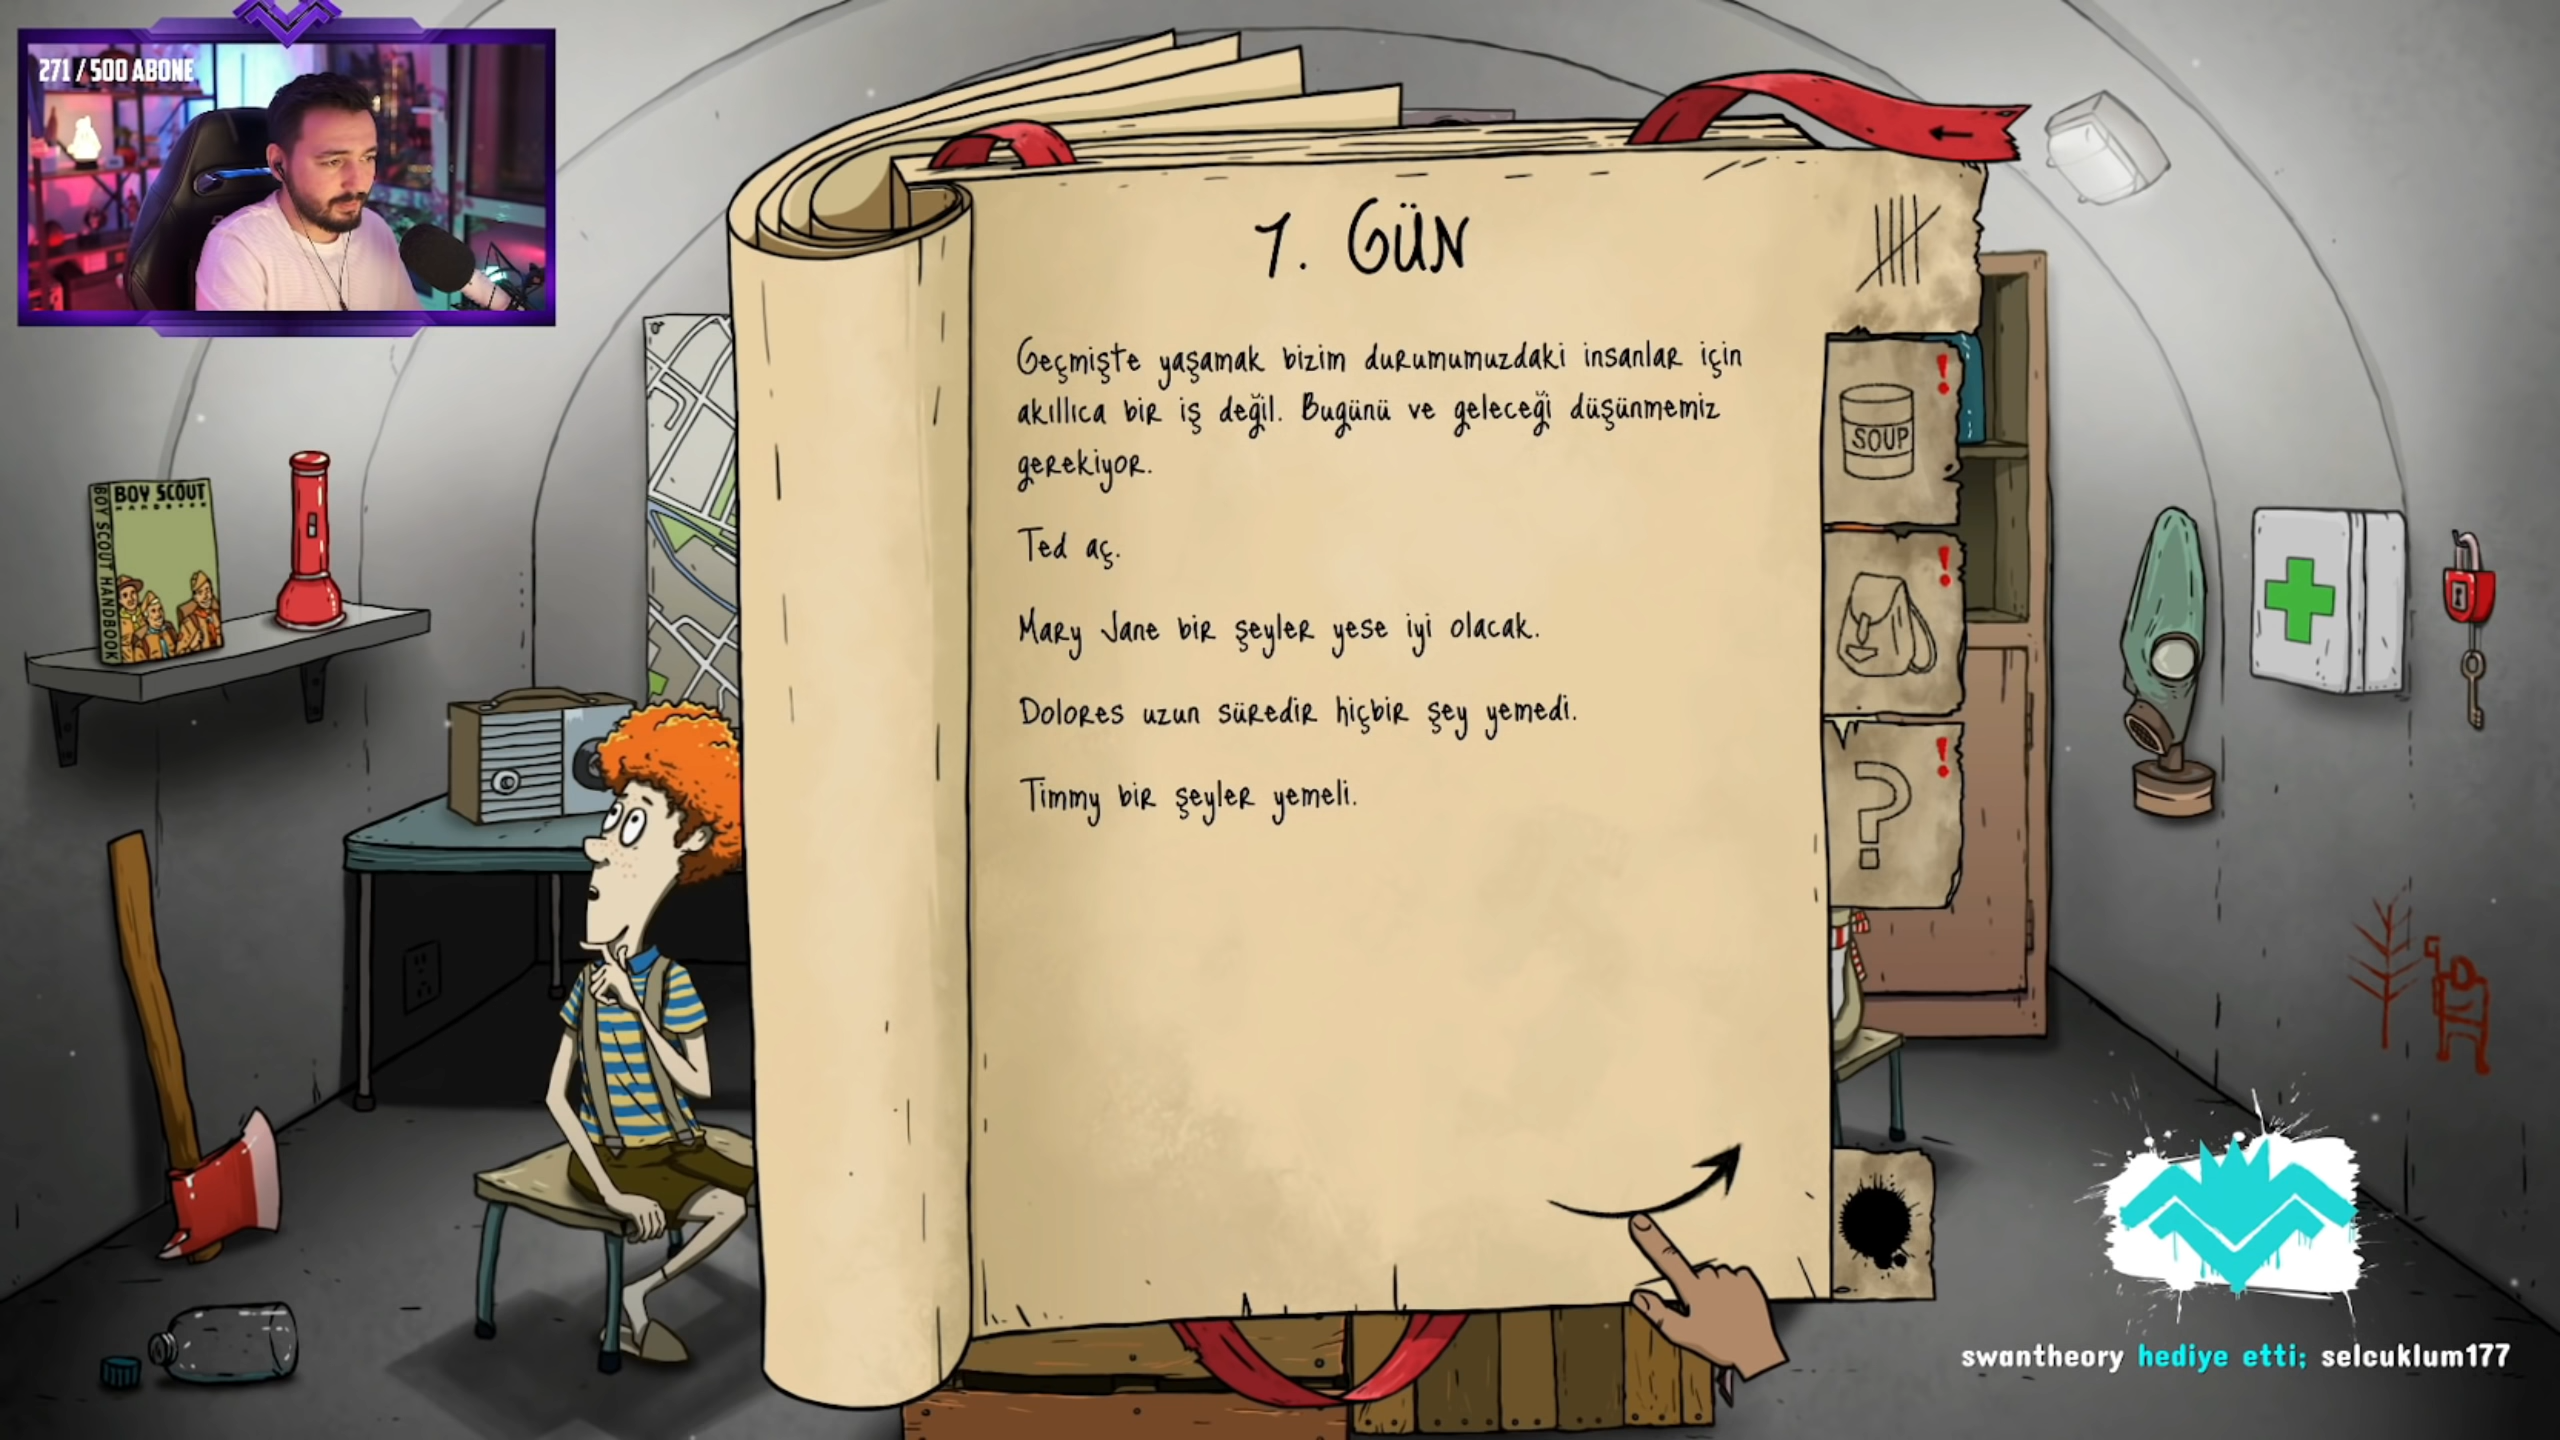 271 / 500 ABONE
1. GÜN
Geçmişte yaşamak bizim durumumuzdaki insanlar için
akıllıca bir iş değil. Bugünü ve geleceği düşünmemiz
gerekiyor.
Ted aç.
Mary Jane bir şeyler yese iyi olacak.
Dolores uzun süredir hiçbir şey yemedi.
Timmy bir şeyler yemeli.
SOUP
BOY SCOUT
HANDBOOK
BOY SCOUT HANDBOOK
swantheory hediye etti; selcuklum177